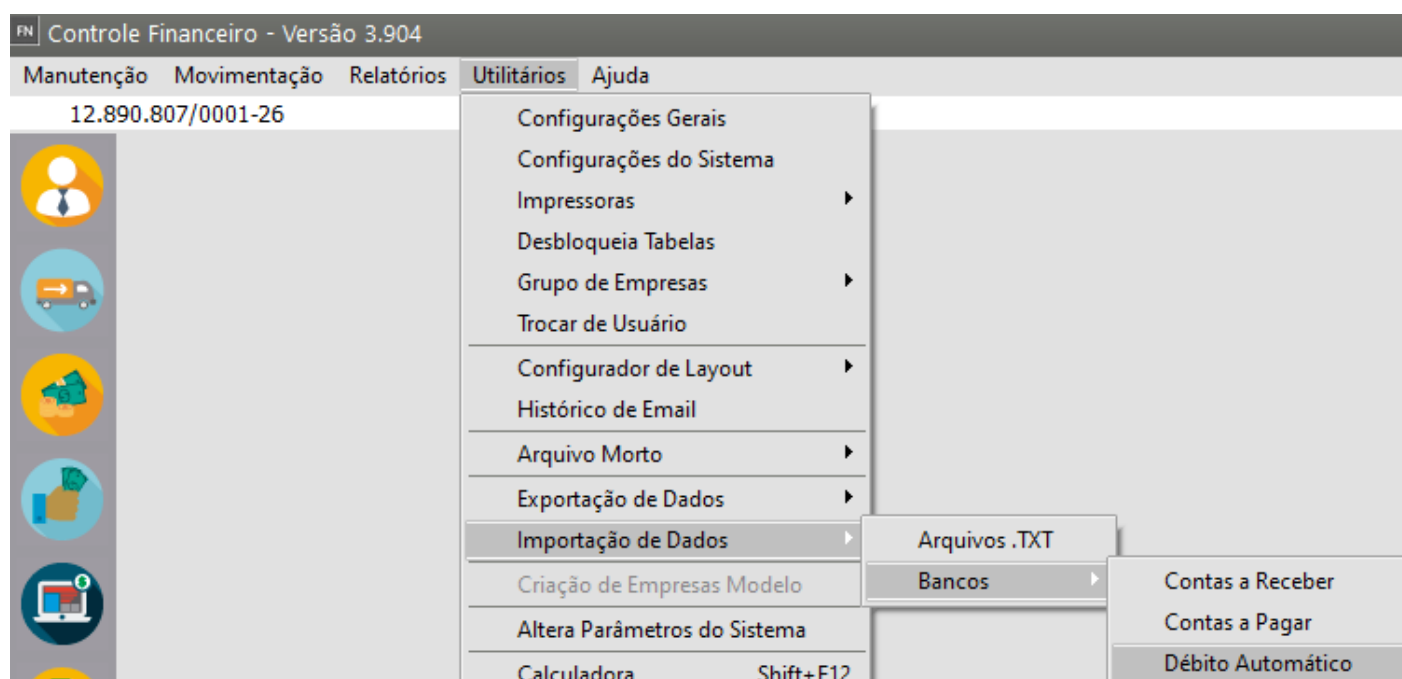 FN Controle Financeiro - Versão 3.904
Manutenção Movimentação Relatórios Utilitários Ajuda
12.890.807/0001-26
Configurações Gerais
Configurações do Sistema
Impressoras
Desbloqueia Tabelas
Grupo de Empresas
Trocar de Usuário
Configurador de Layout
Histórico de Email
Arquivo Morto
Exportação de Dados
Importação de Dados
Criação de Empresas Modelo
Altera Parâmetros do Sistema
Calculadora Shift+F12
Arquivos .TXT
Bancos
Contas a Receber
Contas a Pagar
Débito Automático